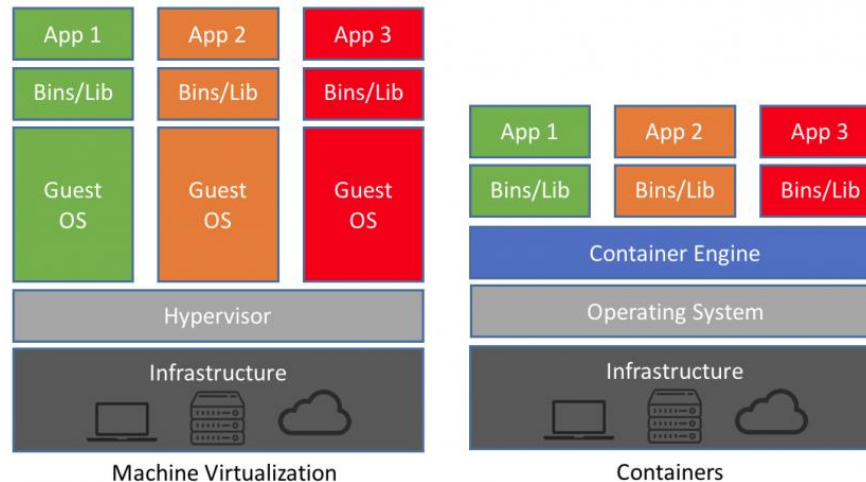 App 1
App 2
App 3
Bins/Lib
Bins/Lib
Bins/Lib
Guest
OS
Guest
OS
Guest
OS
Hypervisor
Infrastructure
Machine Virtualization
App 1
App 2
App 3
Bins/Lib
Bins/Lib
Bins/Lib
Container Engine
Operating System
Infrastructure
Containers